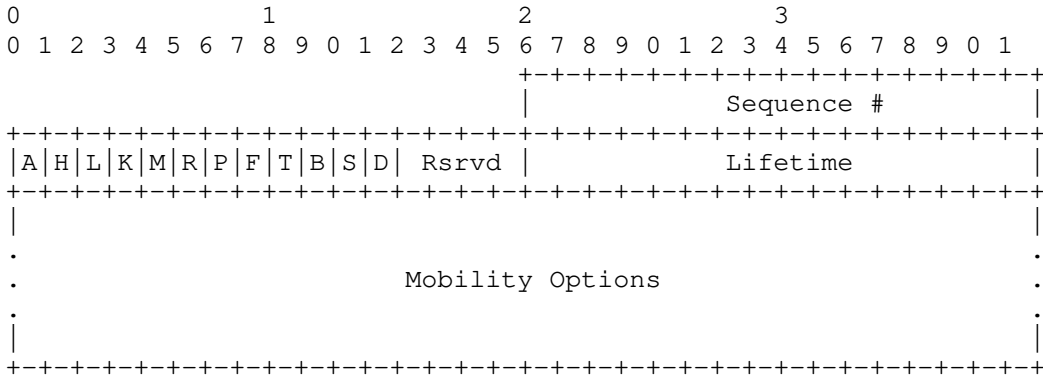 0                   1                   2                   3
0 1 2 3 4 5 6 7 8 9 0 1 2 3 4 5 6 7 8 9 0 1 2 3 4 5 6 7 8 9 0 1
                                +-+-+-+-+-+-+-+-+-+-+-+-+-+-+-+-+
                                |          Sequence #           |
+-+-+-+-+-+-+-+-+-+-+-+-+-+-+-+-+-+-+-+-+-+-+-+-+-+-+-+-+-+-+-+-+
|A|H|L|K|M|R|P|F|T|B|S|D| Rsrvd |            Lifetime           |
+-+-+-+-+-+-+-+-+-+-+-+-+-+-+-+-+-+-+-+-+-+-+-+-+-+-+-+-+-+-+-+-+
|                                                               |
.                                                               .
.                        Mobility Options                       .
.                                                               .
|                                                               |
+-+-+-+-+-+-+-+-+-+-+-+-+-+-+-+-+-+-+-+-+-+-+-+-+-+-+-+-+-+-+-+-+